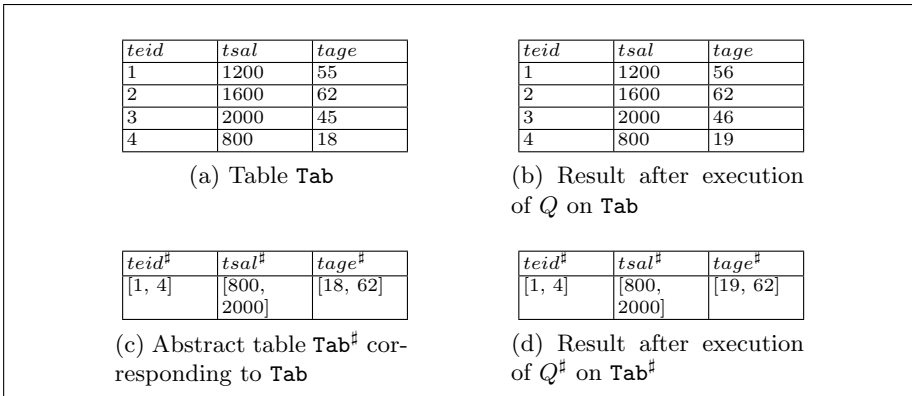 teid tsal tage
1 1200 55
2 1600 62
3 2000 45
4 800 18
(a) Table Tab
teid tsal tage
1 1200 56
2 1600 62
3 2000 46
4 800 19
(b) Result after execution
of Q on Tab
teid♯ tsal♯ tage♯
[1, 4] [800, [18, 62]
2000]
(c) Abstract table Tab♯ cor-
responding to Tab
teid♯ tsal♯ tage♯
[1, 4] [800, [19, 62]
2000]
(d) Result after execution
of Q♯ on Tab♯